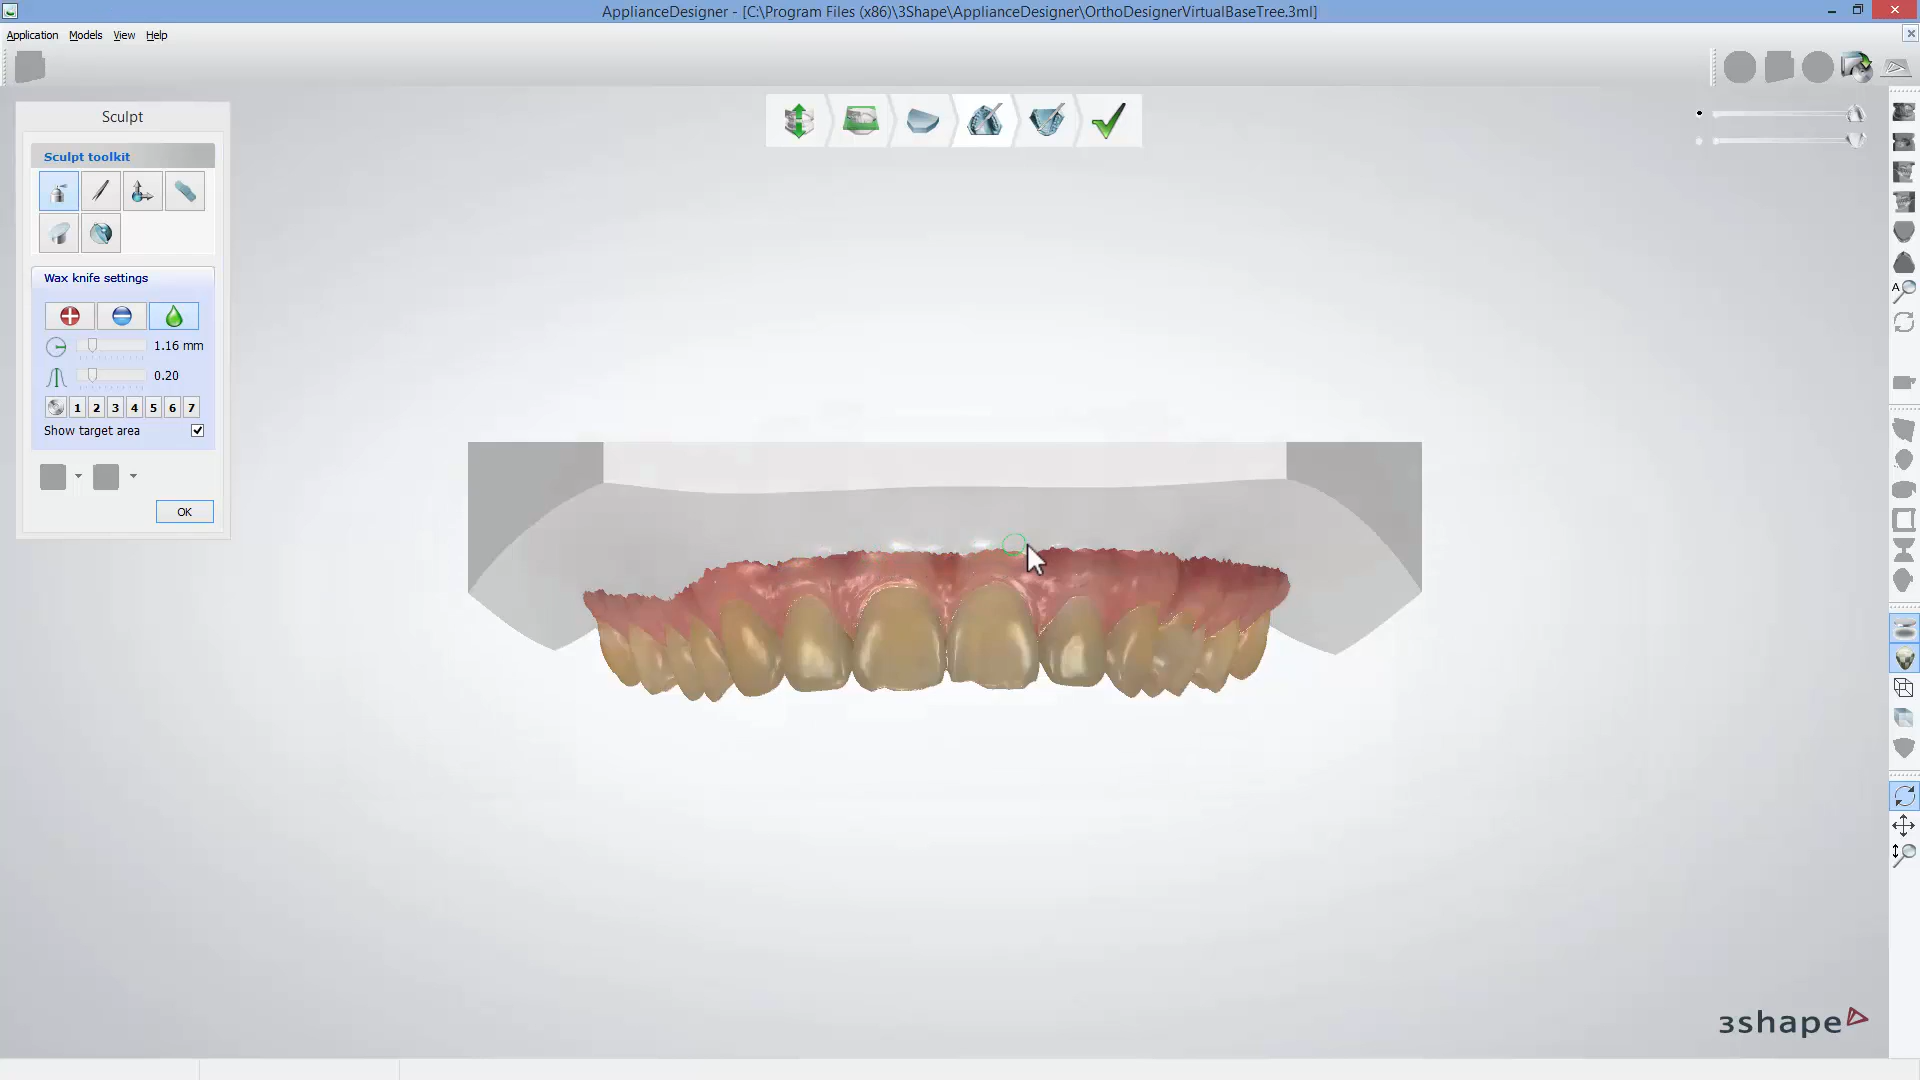 ApplianceDesigner - [C:\Program Files (x86)\3Shape\ApplianceDesigner\OrthoDesignerVirtualBaseTree.3ml]
Application Models View Help
Sculpt
Sculpt toolkit
Wax knife settings
1.16 mm
0.20
1 2 3 4 5 6 7
Show target area
OK
A
3shape